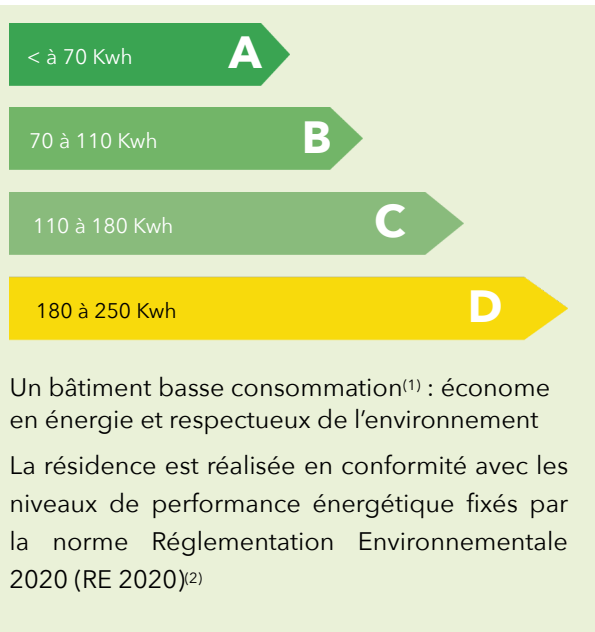 < à 70 Kwh A
70 à 110 Kwh B
110 à 180 Kwh C
180 à 250 Kwh D
Un bâtiment basse consommation(1) : économe
en énergie et respectueux de l’environnement
La résidence est réalisée en conformité avec les
niveaux de performance énergétique fixés par
la norme Réglementation Environnementale
2020 (RE 2020)(2)